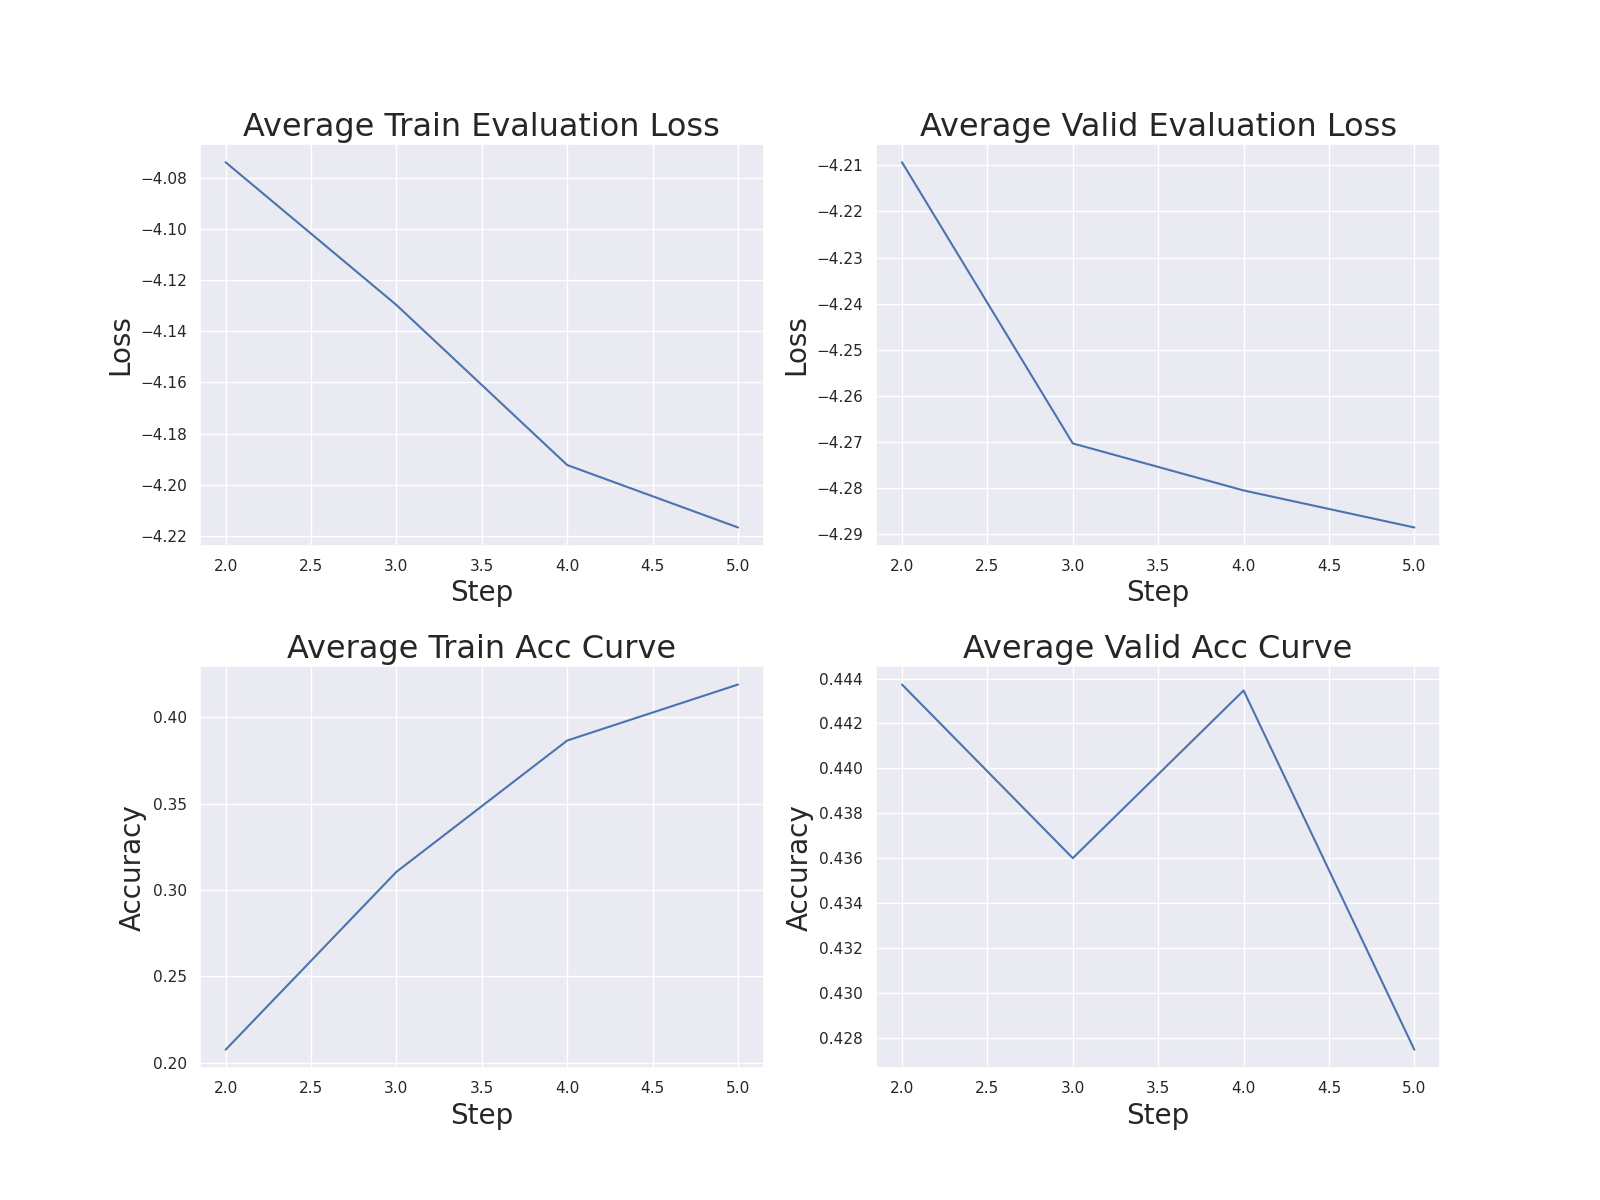 Average Train Evaluation Loss
−4.08
−4.10
−4.12
−4.14
−4.16
−4.18
−4.20
−4.22
Loss
2.0 2.5 3.0 3.5 4.0 4.5 5.0
Step
Average Valid Evaluation Loss
−4.21
−4.22
−4.23
−4.24
−4.25
−4.26
−4.27
−4.28
−4.29
Loss
2.0 2.5 3.0 3.5 4.0 4.5 5.0
Step
Average Train Acc Curve
0.40
0.35
0.30
0.25
0.20
Accuracy
2.0 2.5 3.0 3.5 4.0 4.5 5.0
Step
Average Valid Acc Curve
0.444
0.442
0.440
0.438
0.436
0.434
0.432
0.430
0.428
Accuracy
2.0 2.5 3.0 3.5 4.0 4.5 5.0
Step